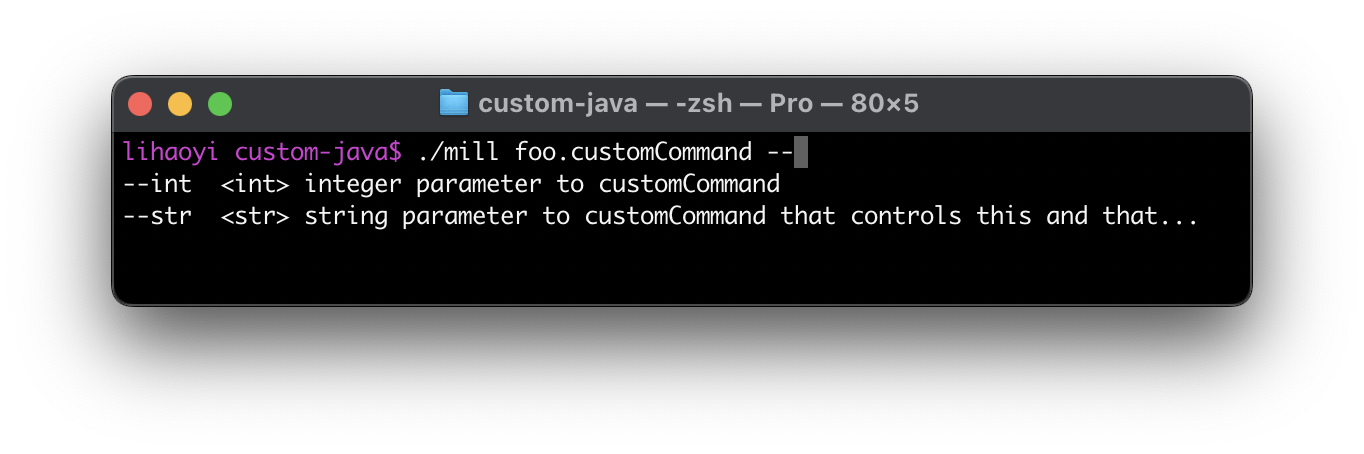 custom-java — -zsh — Pro — 80×5
lihaoyi custom-java$ ./mill foo.customCommand --
--int  <int> integer parameter to customCommand
--str  <str> string parameter to customCommand that controls this and that...